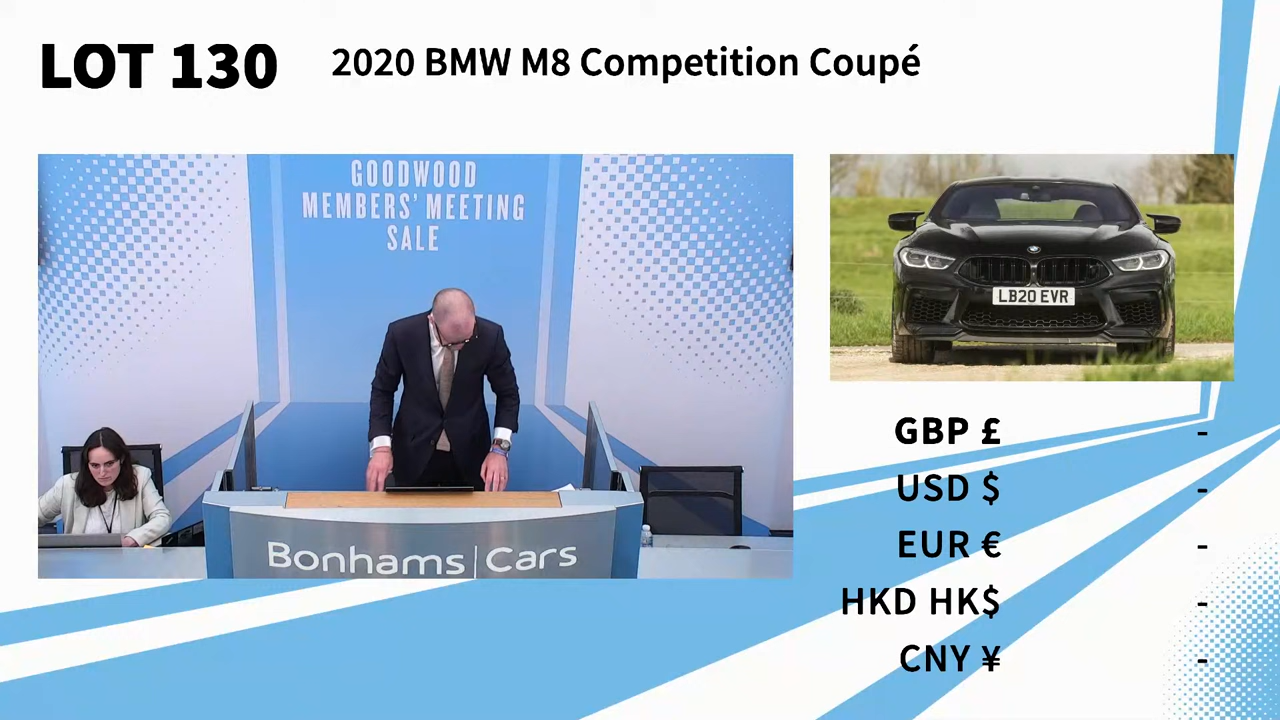 LOT 130
2020 BMW M8 Competition Coupé
GOODWOOD
MEMBERS' MEETING
SALE
Bonhams|Cars
LB20 EVR
GBP £ -
USD $ -
EUR € -
HKD HK$ -
CNY ¥ -